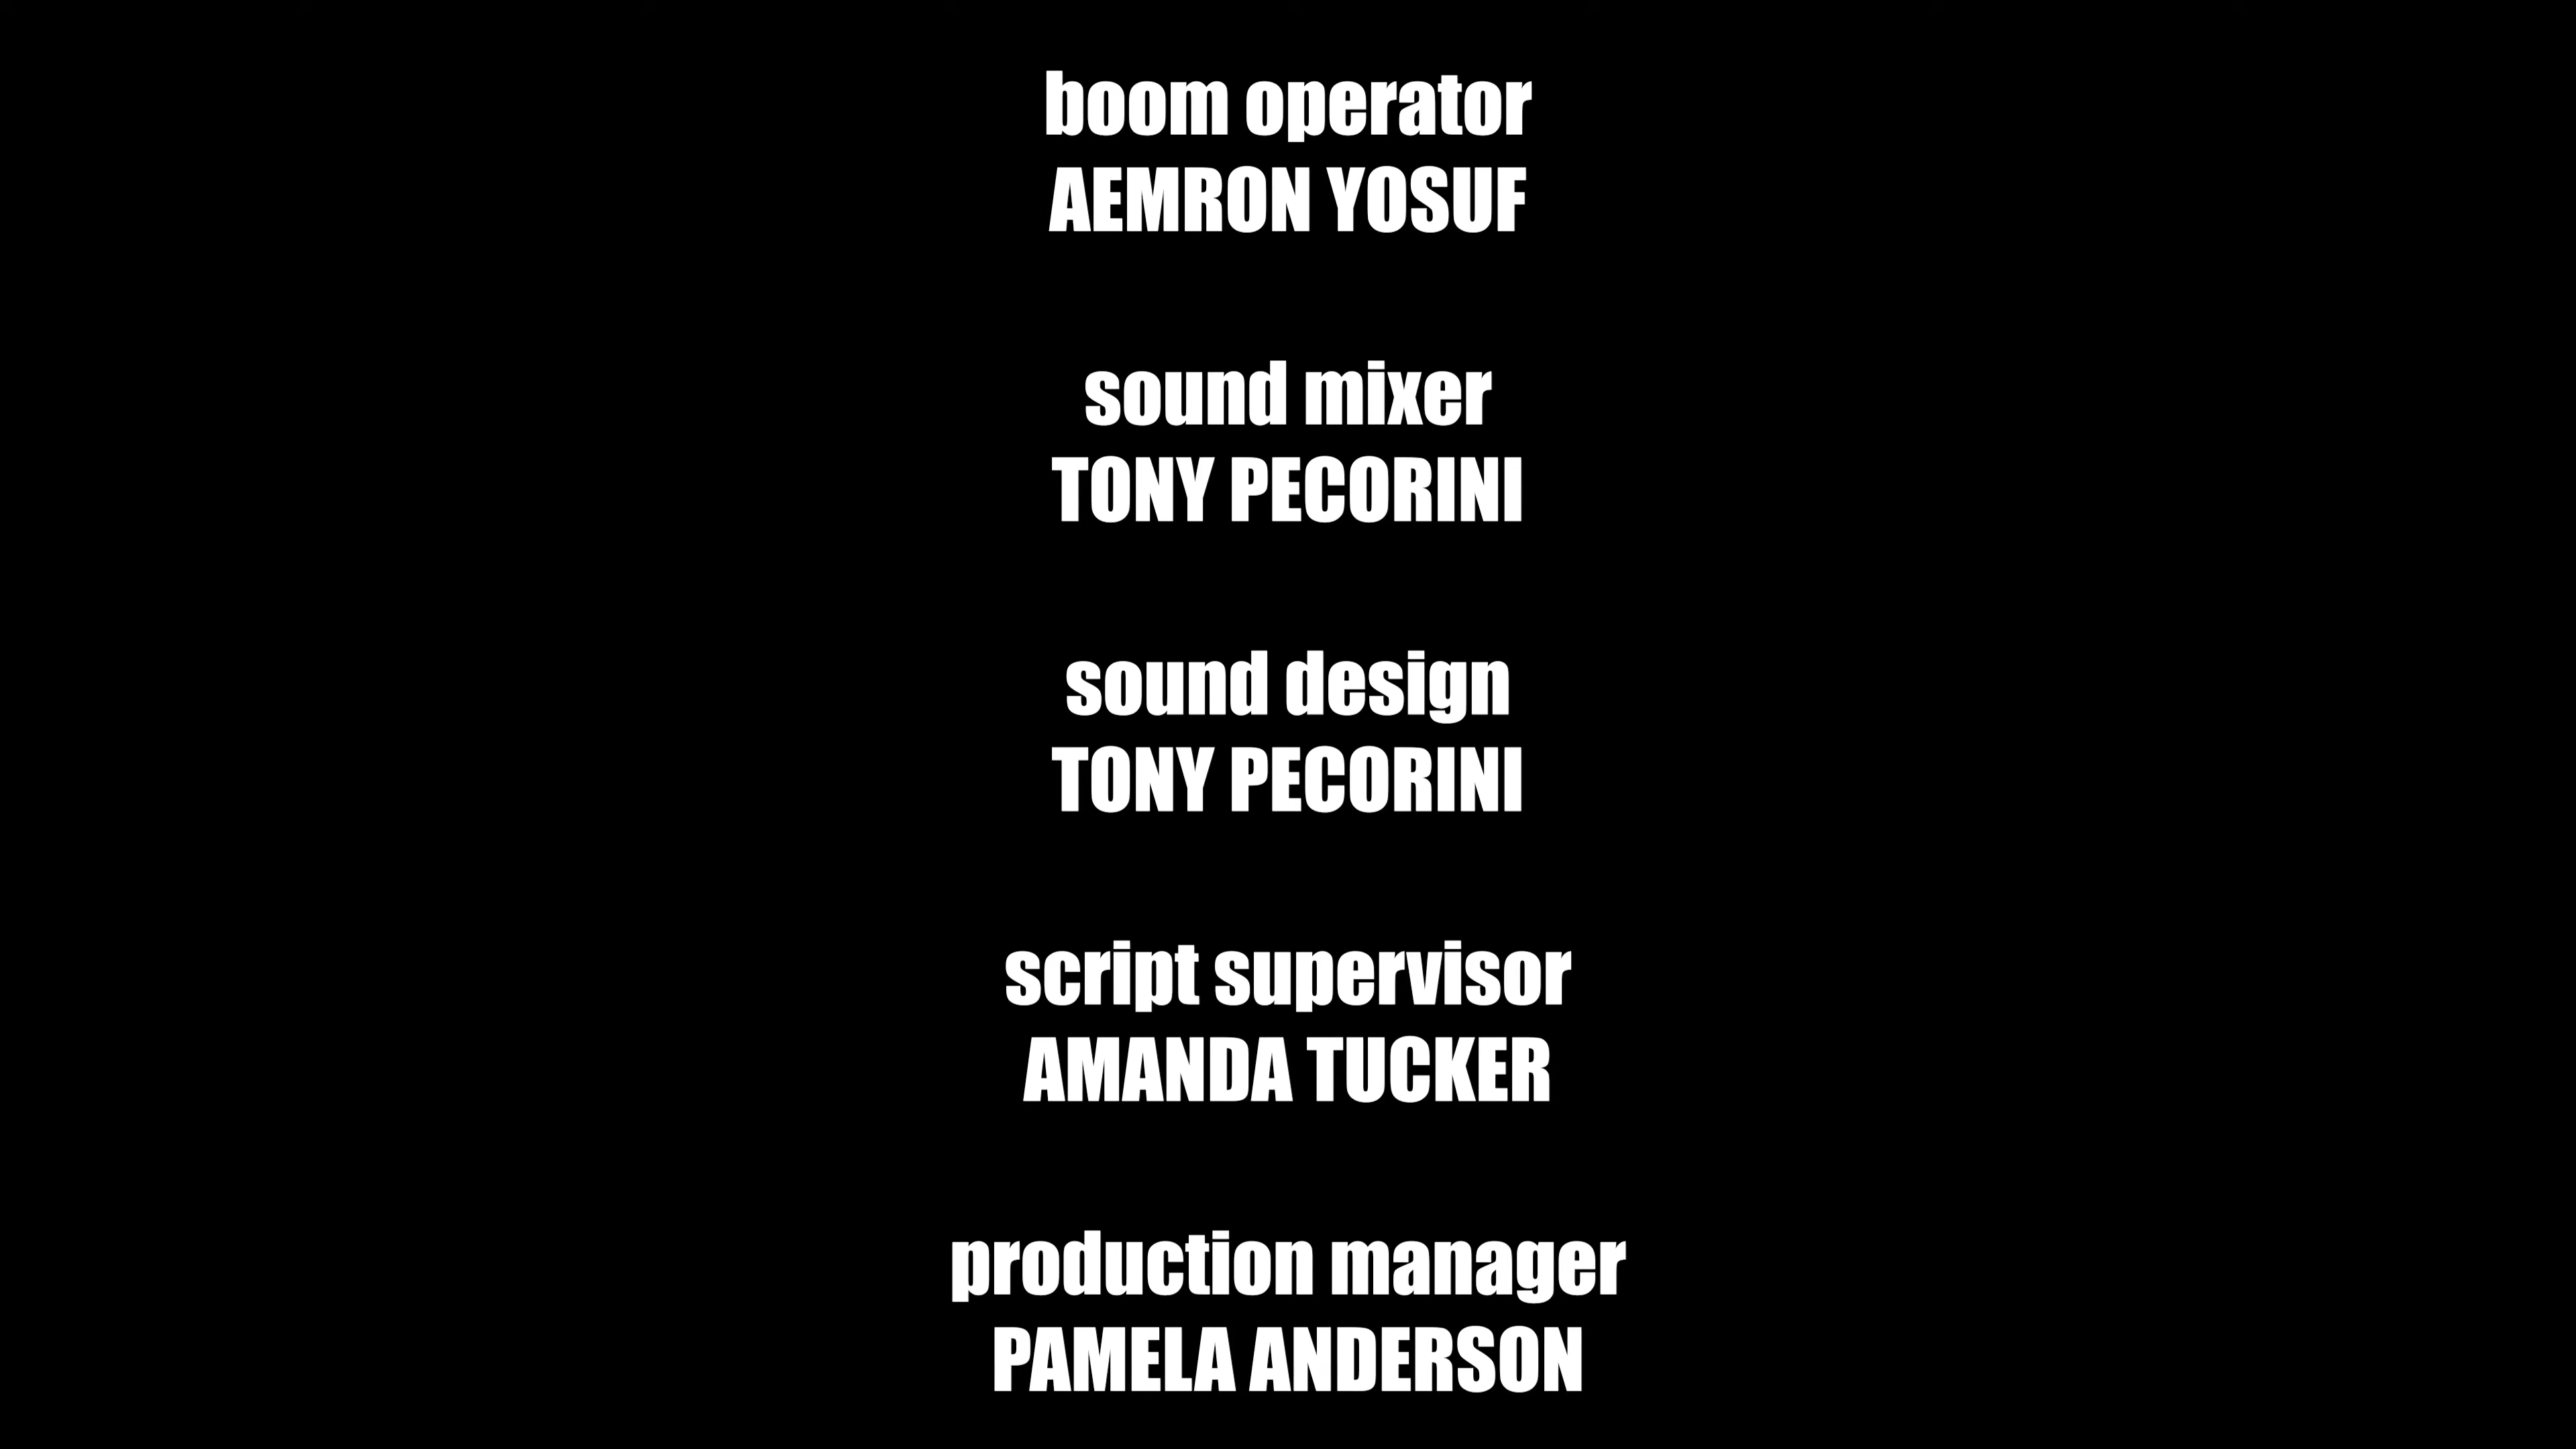 boom operator
AEMRON YOSUF
sound mixer
TONY PECORINI
sound design
TONY PECORINI
script supervisor
AMANDA TUCKER
production manager
PAMELA ANDERSON